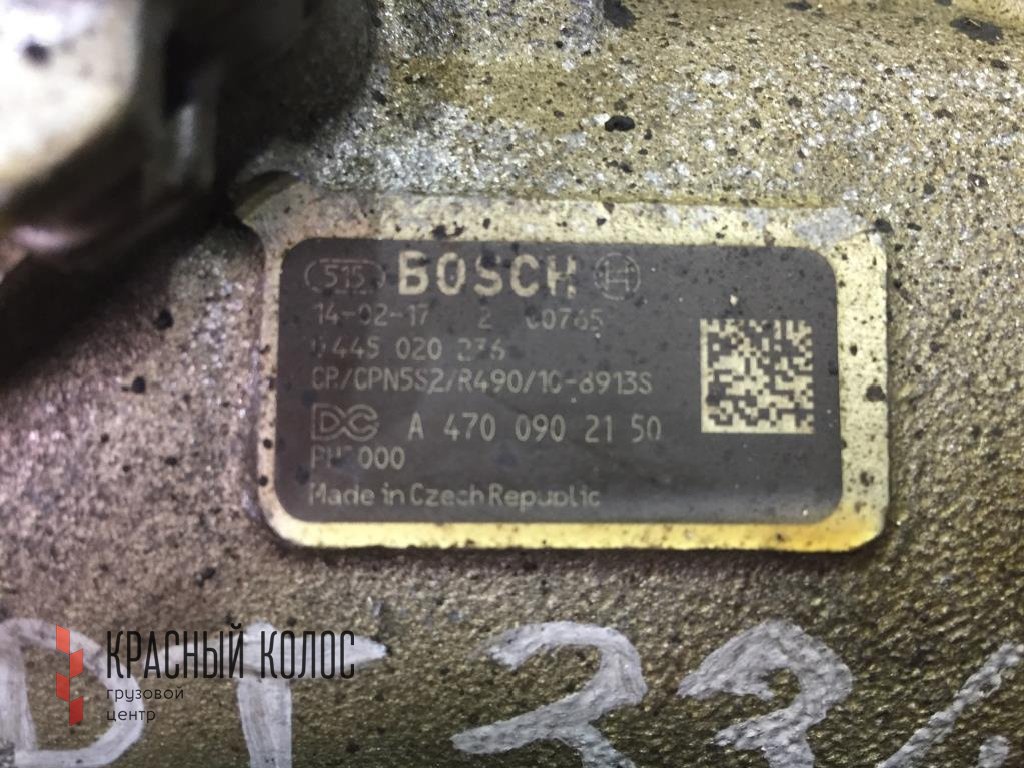 515 BOSCH
14-02-17 2 00765
0445 020 276
CP/CPN5S2/R490/10-8913S
DC A 470 090 21 50
000
Made in Czech Republic
КРАСНЫЙ КОЛОС
грузовой
центр